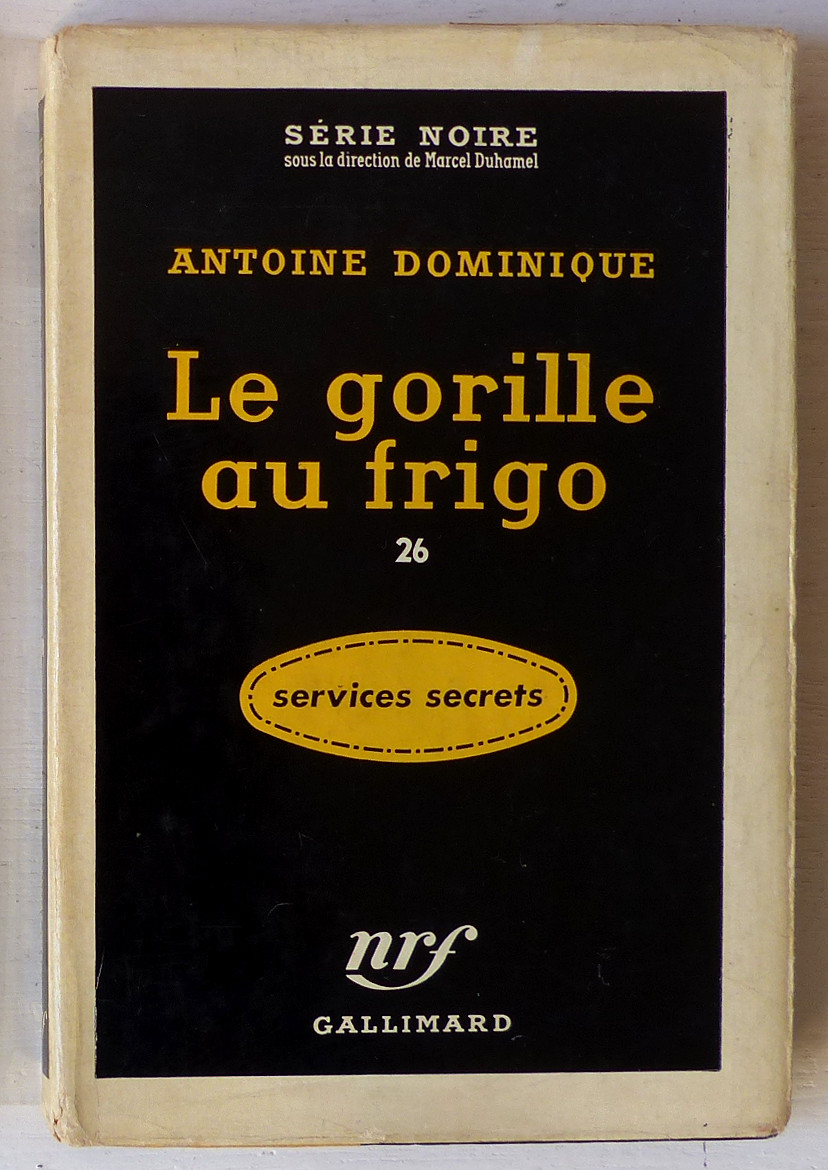 SÉRIE NOIRE
sous la direction de Marcel Duhamel
ANTOINE DOMINIQUE
Le gorille
au frigo
26
services secrets
nrf
GALLIMARD